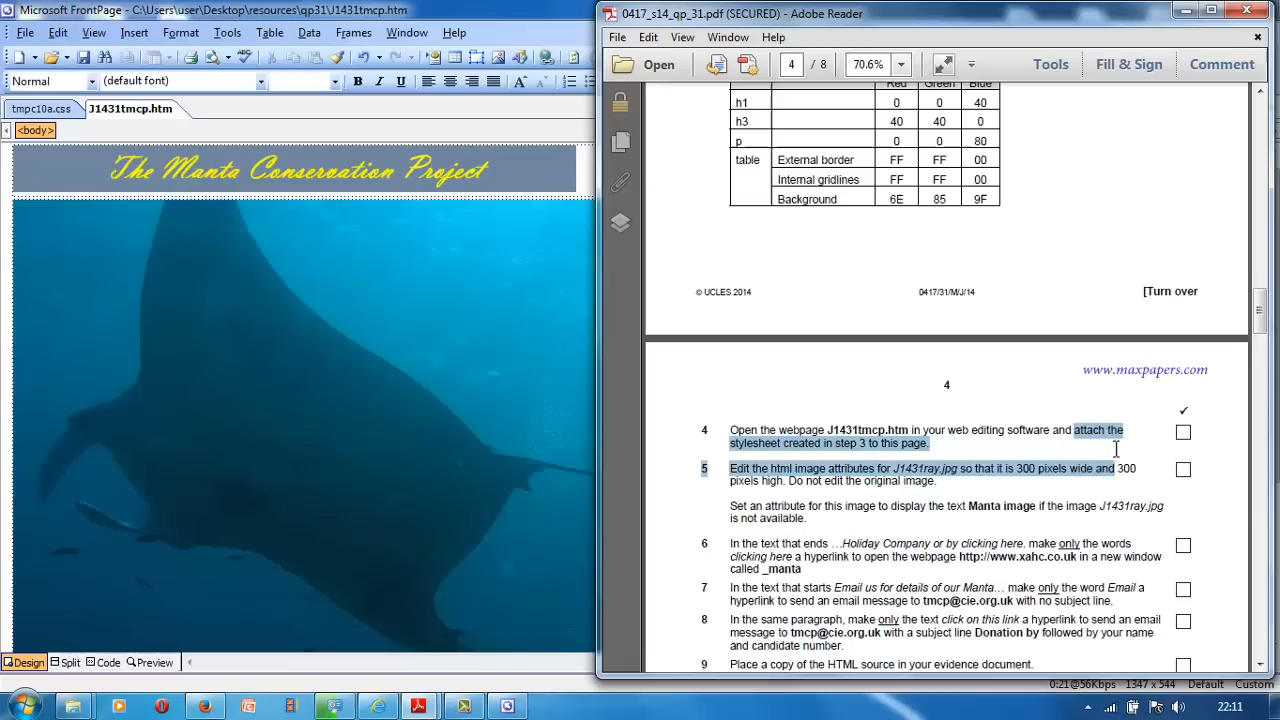 Microsoft FrontPage - C:\Users\user\Desktop\resources\qp31\J1431tmcp.htm
File Edit View Insert Format Tools Table Data Frames Window Help
Normal (default font) B I U A
tmpc10a.css J1431tmcp.htm
<body>
The Manta Conservation Project
Design Split Code Preview
0417_s14_qp_31.pdf (SECURED) - Adobe Reader
File Edit View Window Help
Open 4 / 8 70.6% Tools Fill & Sign Comment
Red Green Blue
h1 0 0 40
h3 40 40 0
p 0 0 80
table External border FF FF 00
Internal gridlines FF FF 00
Background 6E 85 9F
© UCLES 2014 0417/31/M/J/14 [Turn over
www.maxpapers.com
4
✓
4 Open the webpage J1431tmcp.htm in your web editing software and attach the
stylesheet created in step 3 to this page.
5 Edit the html image attributes for J1431ray.jpg so that it is 300 pixels wide and 300
pixels high. Do not edit the original image.
Set an attribute for this image to display the text Manta image if the image J1431ray.jpg
is not available.
6 In the text that ends …Holiday Company or by clicking here. make only the words
clicking here a hyperlink to open the webpage http://www.xahc.co.uk in a new window
called _manta
7 In the text that starts Email us for details of our Manta… make only the word Email a
hyperlink to send an email message to tmcp@cie.org.uk with no subject line.
8 In the same paragraph, make only the text click on this link a hyperlink to send an email
message to tmcp@cie.org.uk with a subject line Donation by followed by your name
and candidate number.
9 Place a copy of the HTML source in your evidence document.
0:21@56Kbps 1347 x 544 Default Custom
22:11